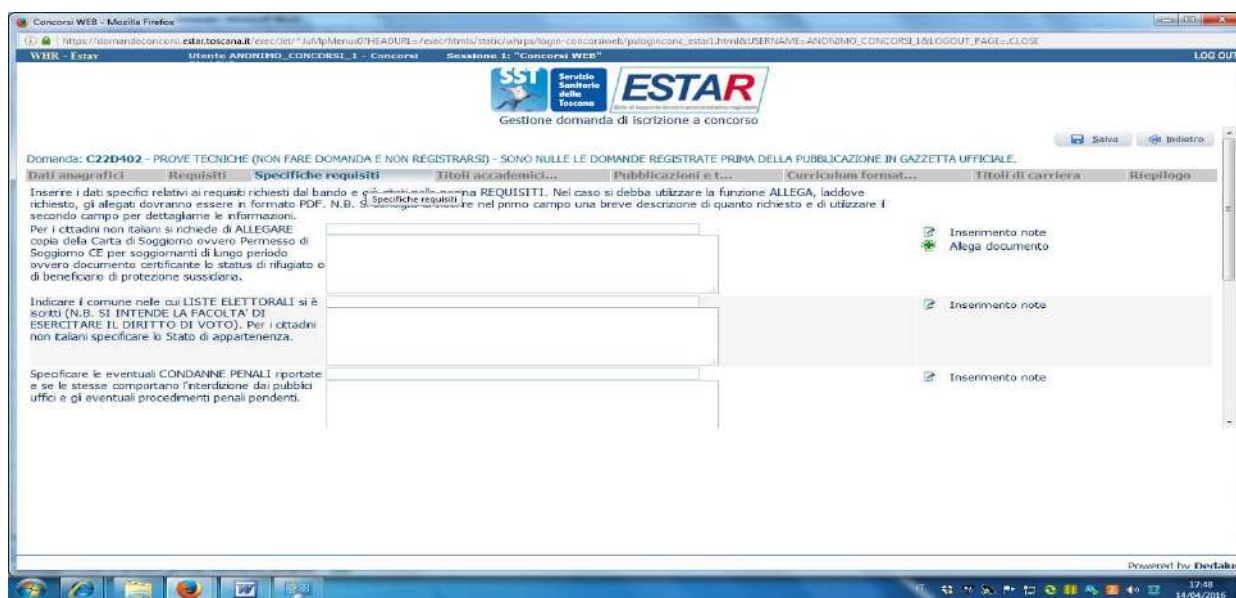 Concorsi WEB - Mozilla Firefox
WHR - Estav Utente ANONIMO_CONCORSI_1 - Concorsi Sessione 1: "Concorsi WEB" LOG OUT
SST Servizio Sanitario della Toscana ESTAR
Gestione domanda di iscrizione a concorso
Salva Indietro
Domanda: C22D402 - PROVE TECNICHE (NON FARE DOMANDA E NON REGISTRARSI) - SONO NULLE LE DOMANDE REGISTRATE PRIMA DELLA PUBBLICAZIONE IN GAZZETTA UFFICIALE.
Dati anagrafici Requisiti Specifiche requisiti Titoli accademici... Pubblicazioni e t... Curriculum format... Titoli di carriera Riepilogo
Inserire i dati specifici relativi ai requisiti richiesti dal bando e REQUISITI. Nel caso si debba utilizzare la funzione ALLEGA, laddove
richiesto, gli allegati dovranno essere in formato PDF. N.B. Specifiche requisiti nel primo campo una breve descrizione di quanto richiesto e di utilizzare il
secondo campo per dettagliarne le informazioni.
Per i cittadini non italiani si richiede di ALLEGARE
copia della Carta di Soggiorno ovvero Permesso di
Soggiorno CE per soggiornanti di lungo periodo
ovvero documento certificante lo status di rifugiato o
di beneficiario di protezione sussidiaria.
Inserimento note
Allega documento
Indicare il comune nelle cui LISTE ELETTORALI si è
iscritti (N.B. SI INTENDE LA FACOLTA' DI
ESERCITARE IL DIRITTO DI VOTO). Per i cittadini
non italiani specificare lo Stato di appartenenza.
Inserimento note
Specificare le eventuali CONDANNE PENALI riportate
e se le stesse comportano l'interdizione dai pubblici
uffici e gli eventuali procedimenti penali pendenti.
Inserimento note
Powered by Dedalus
IT 17:48
14/04/2016